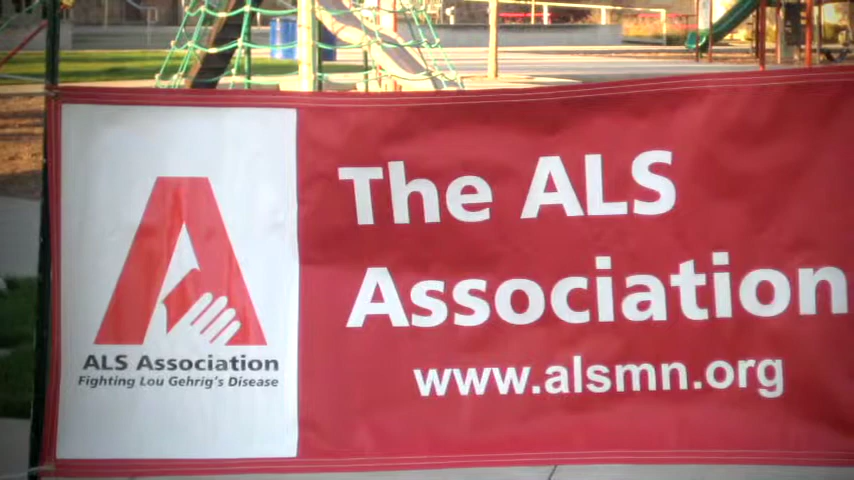 ALS Association
Fighting Lou Gehrig's Disease
The ALS
Association
www.alsmn.org